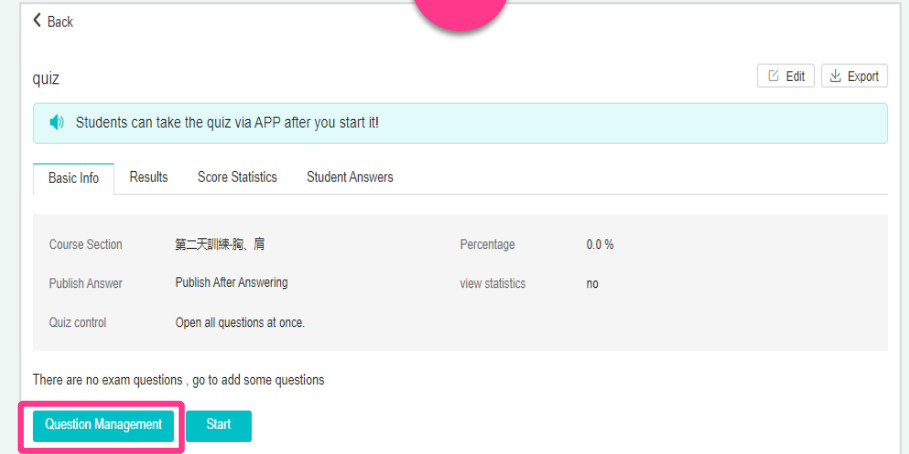 Back
quiz
Edit Export
Students can take the quiz via APP after you start it!
Basic Info Results Score Statistics Student Answers
Course Section 第二天訓練-胸、肩 Percentage 0.0 %
Publish Answer Publish After Answering view statistics no
Quiz control Open all questions at once.
There are no exam questions , go to add some questions
Question Management Start